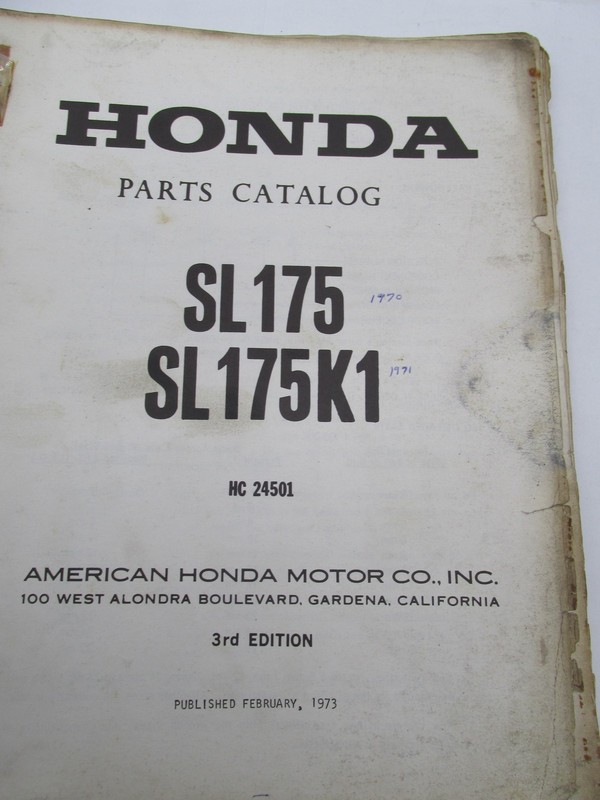 HONDA
PARTS CATALOG
SL175 1970
SL175K1 1971
HC 24501
AMERICAN HONDA MOTOR CO., INC.
100 WEST ALONDRA BOULEVARD, GARDENA, CALIFORNIA
3rd EDITION
PUBLISHED FEBRUARY, 1973